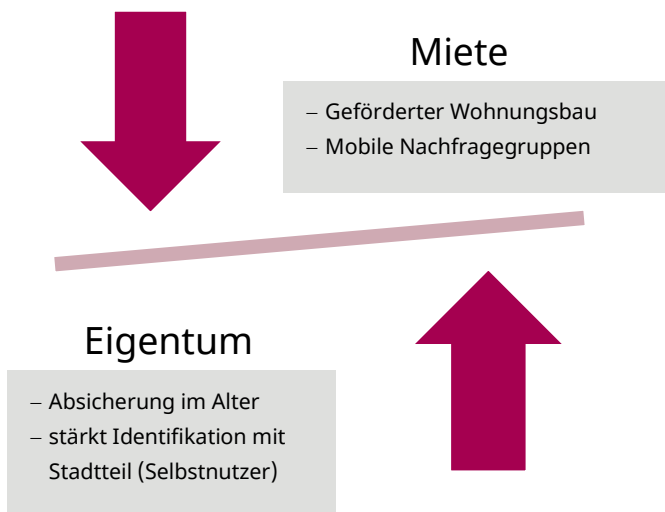 Miete
– Geförderter Wohnungsbau
– Mobile Nachfragegruppen
Eigentum
– Absicherung im Alter
– stärkt Identifikation mit
Stadtteil (Selbstnutzer)